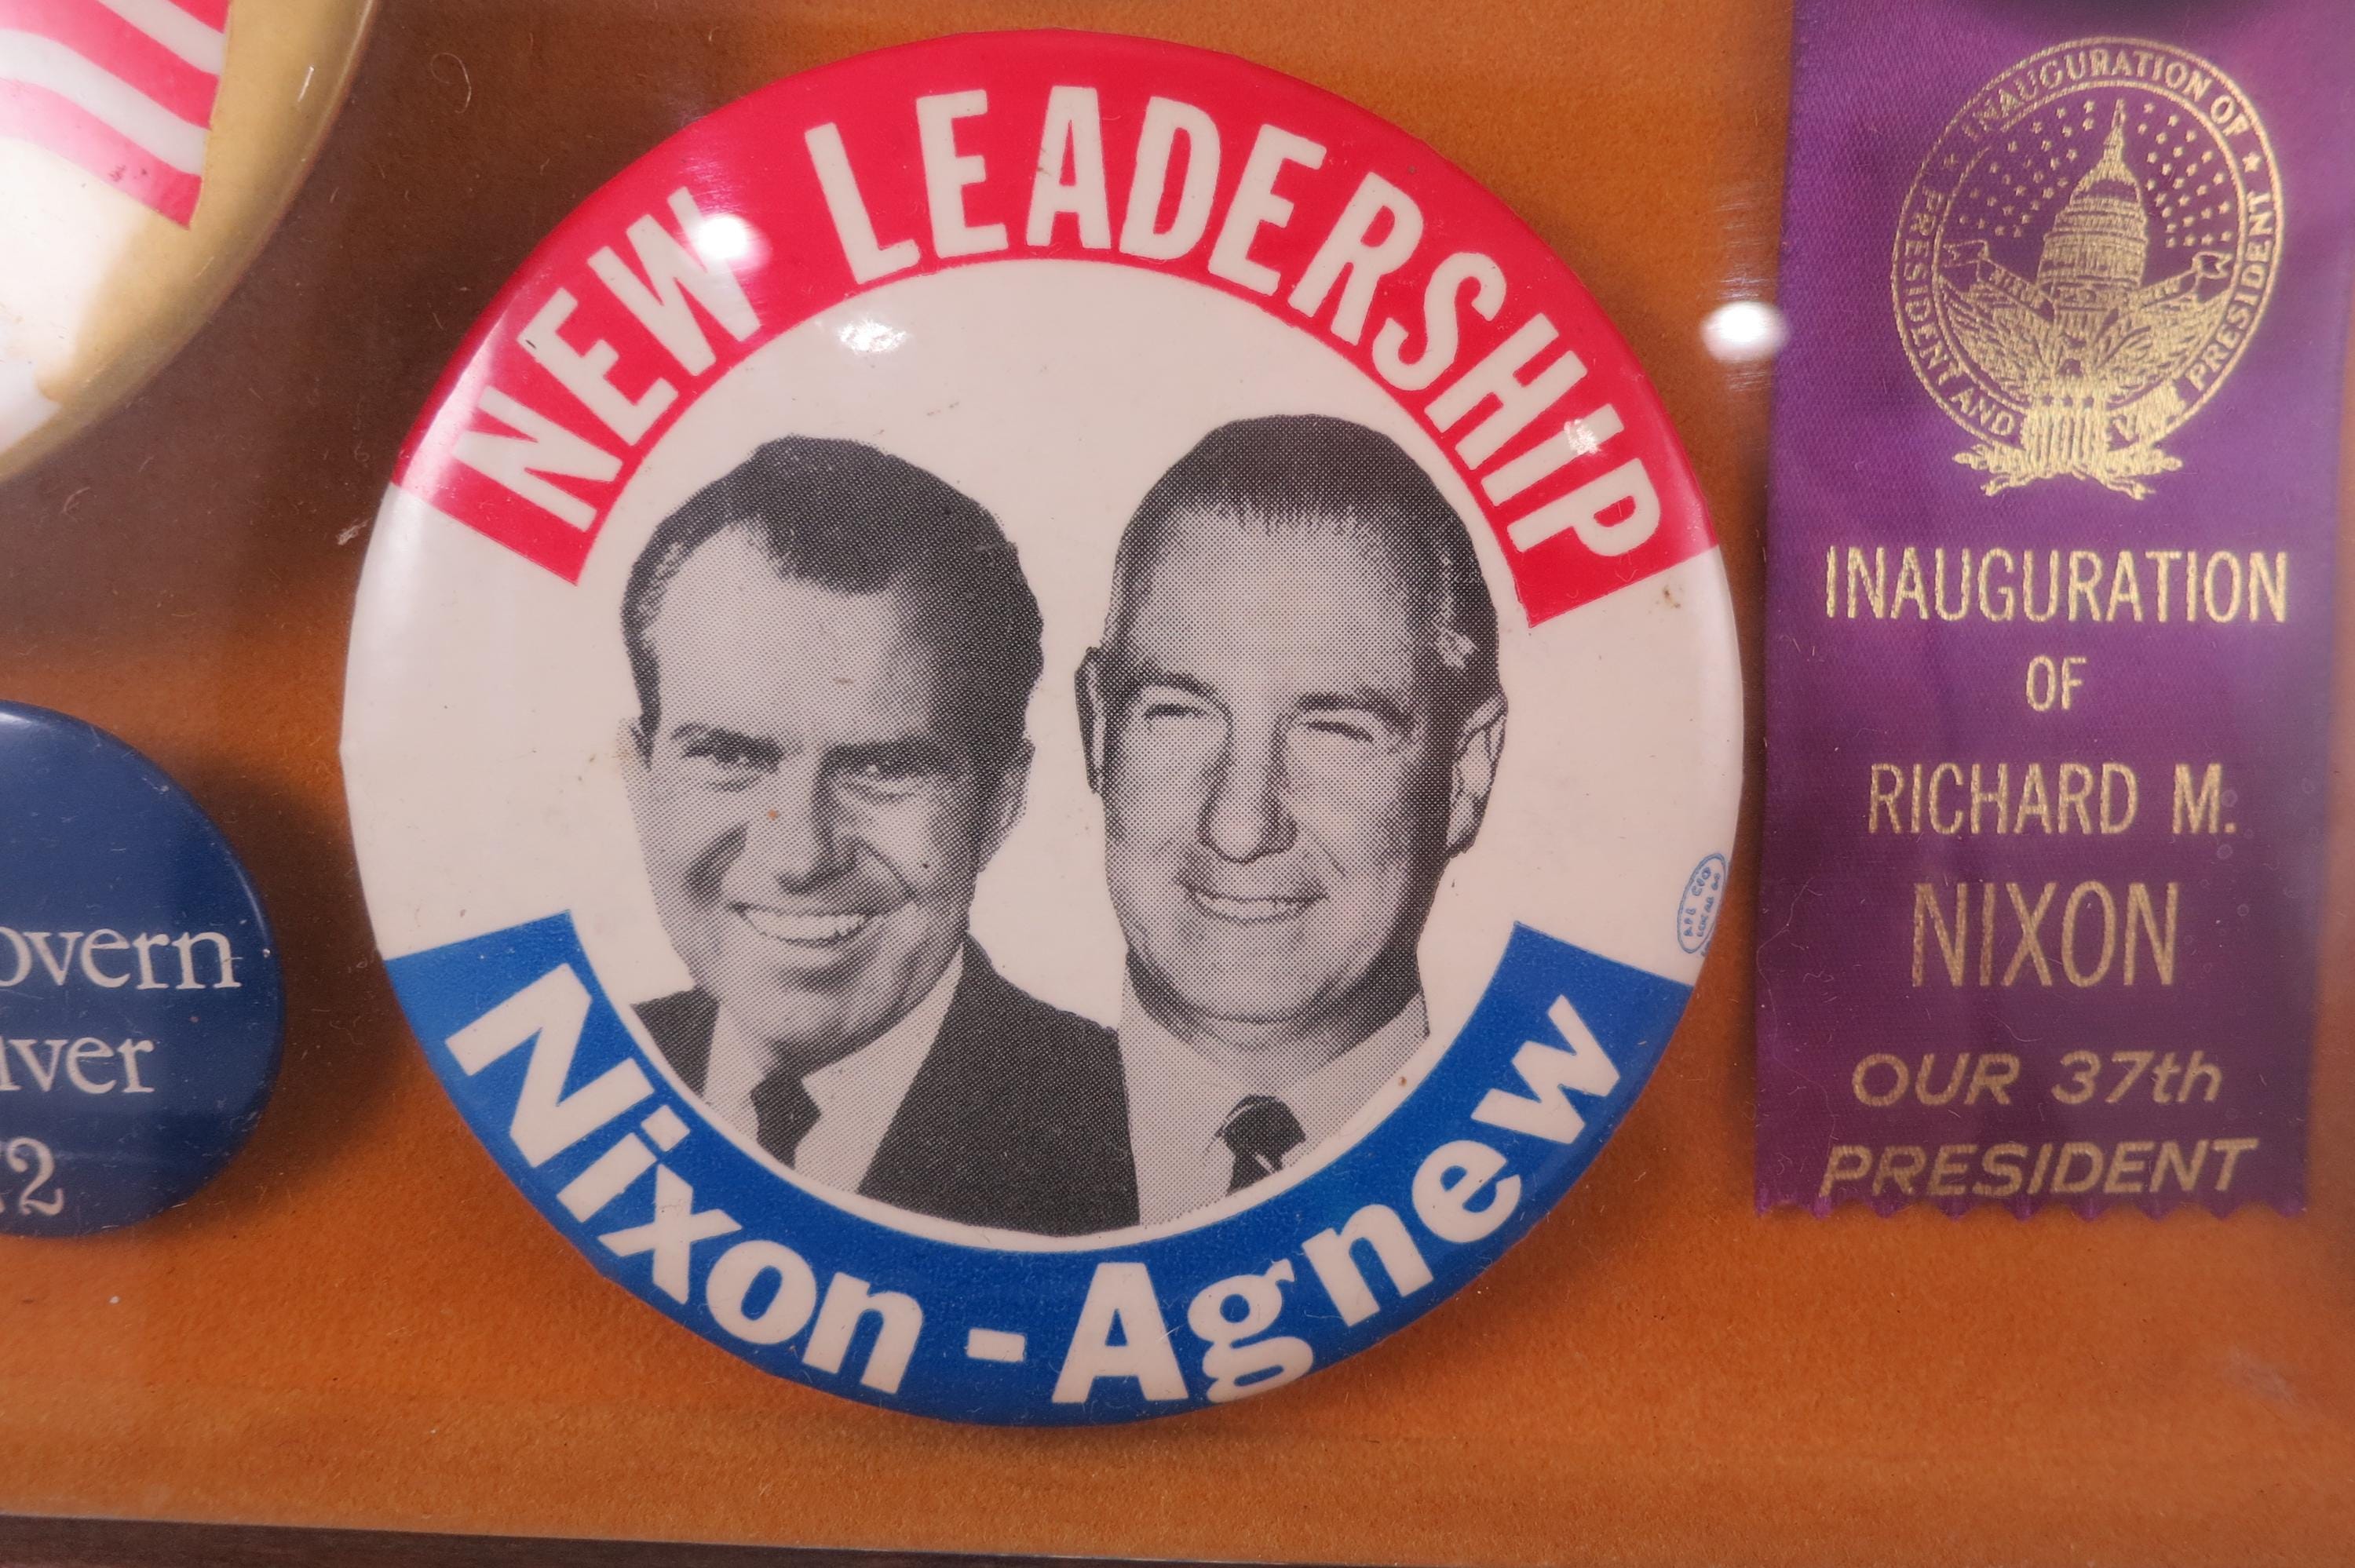 NEW LEADERSHIP
Nixon - Agnew
overn
iver
72
INAUGURATION OF
PRESIDENT AND VICE PRESIDENT
INAUGURATION
OF
RICHARD M.
NIXON
OUR 37th
PRESIDENT